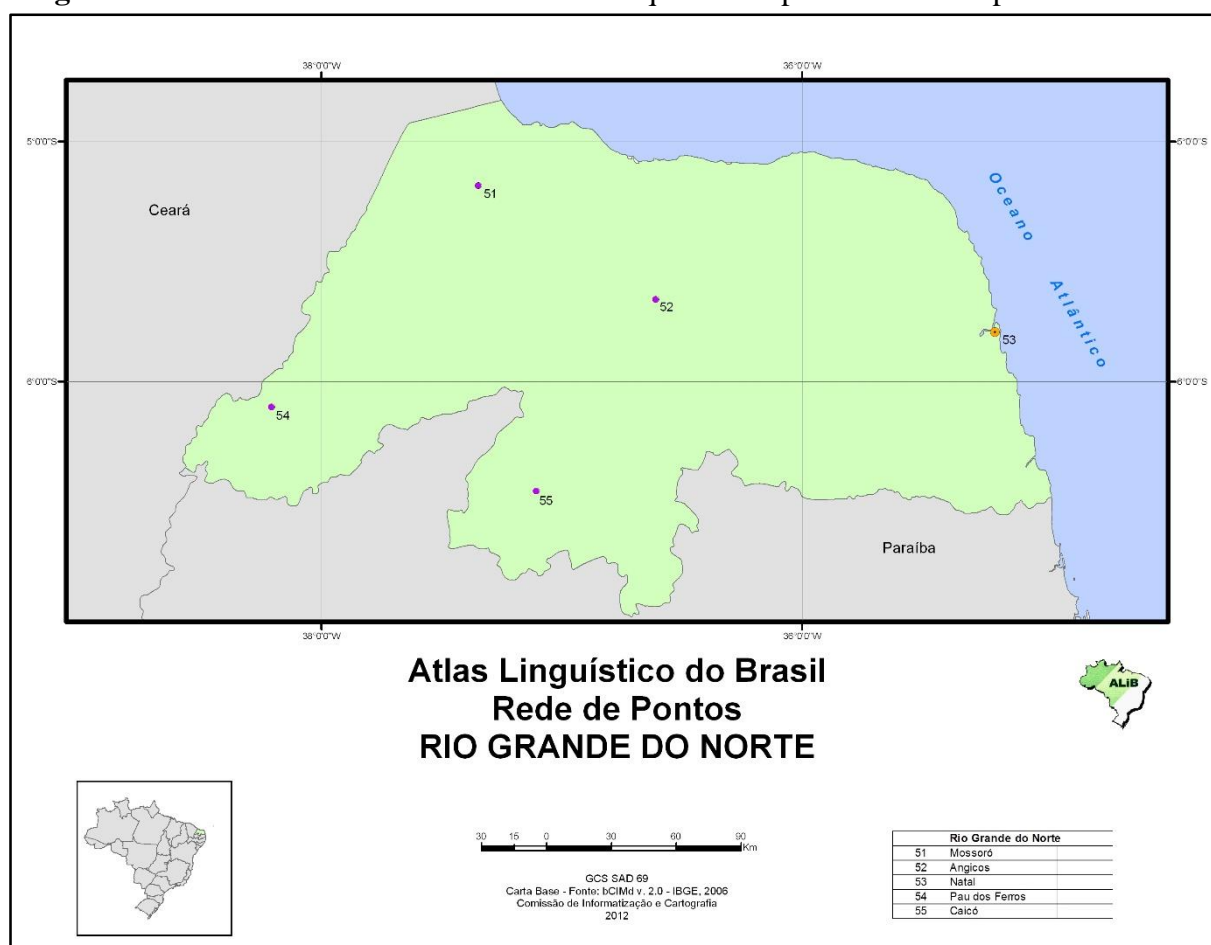 38°0'0"W 36°0'0"W
5°0'0"S 5°0'0"S
51
Ceará
Oceano
Atlântico
52
53
6°0'0"S 6°0'0"S
54
55
Paraíba
38°0'0"W 36°0'0"W
Atlas Linguístico do Brasil
Rede de Pontos
RIO GRANDE DO NORTE
ALiB
30 15 0 30 60 90
Km
GCS SAD 69
Carta Base - Fonte: bCIMd v. 2.0 - IBGE, 2006
Comissão de Informatização e Cartografia
2012
Rio Grande do Norte
51 Mossoró
52 Angicos
53 Natal
54 Pau dos Ferros
55 Caicó